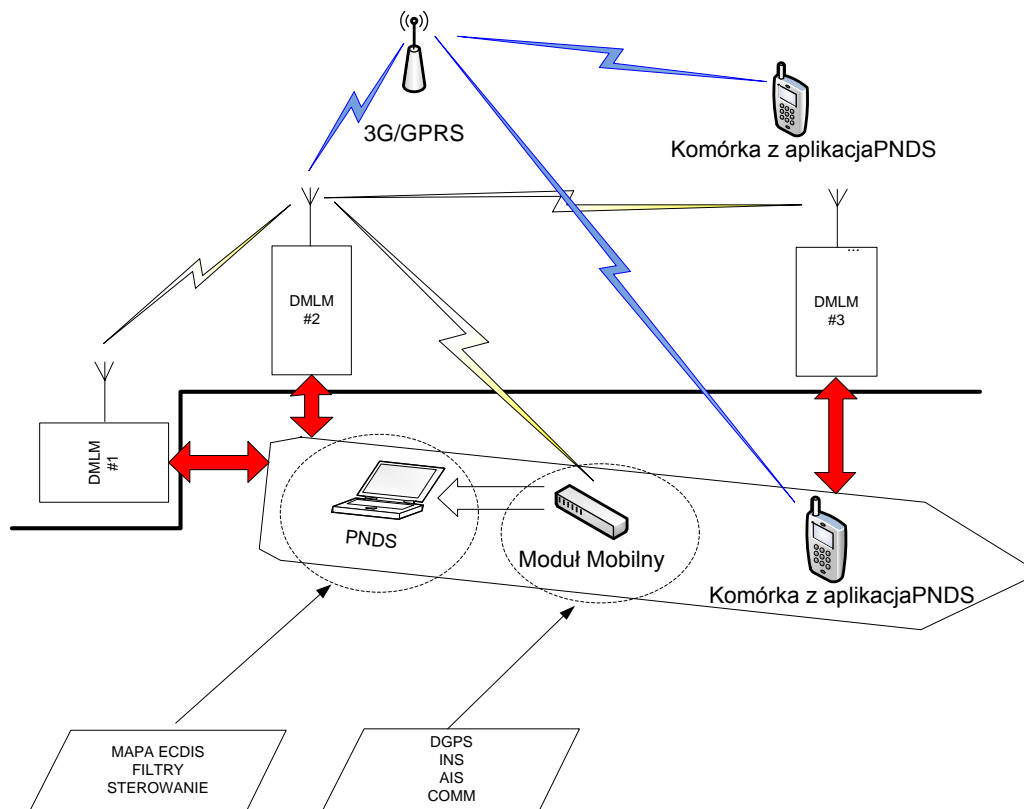 3G/GPRS
Komórka z aplikacjaPNDS
DMLM
#2
DMLM
#3
...
DMLM
#1
PNDS
Moduł Mobilny
Komórka z aplikacjaPNDS
MAPA ECDIS
FILTRY
STEROWANIE
DGPS
INS
AIS
COMM